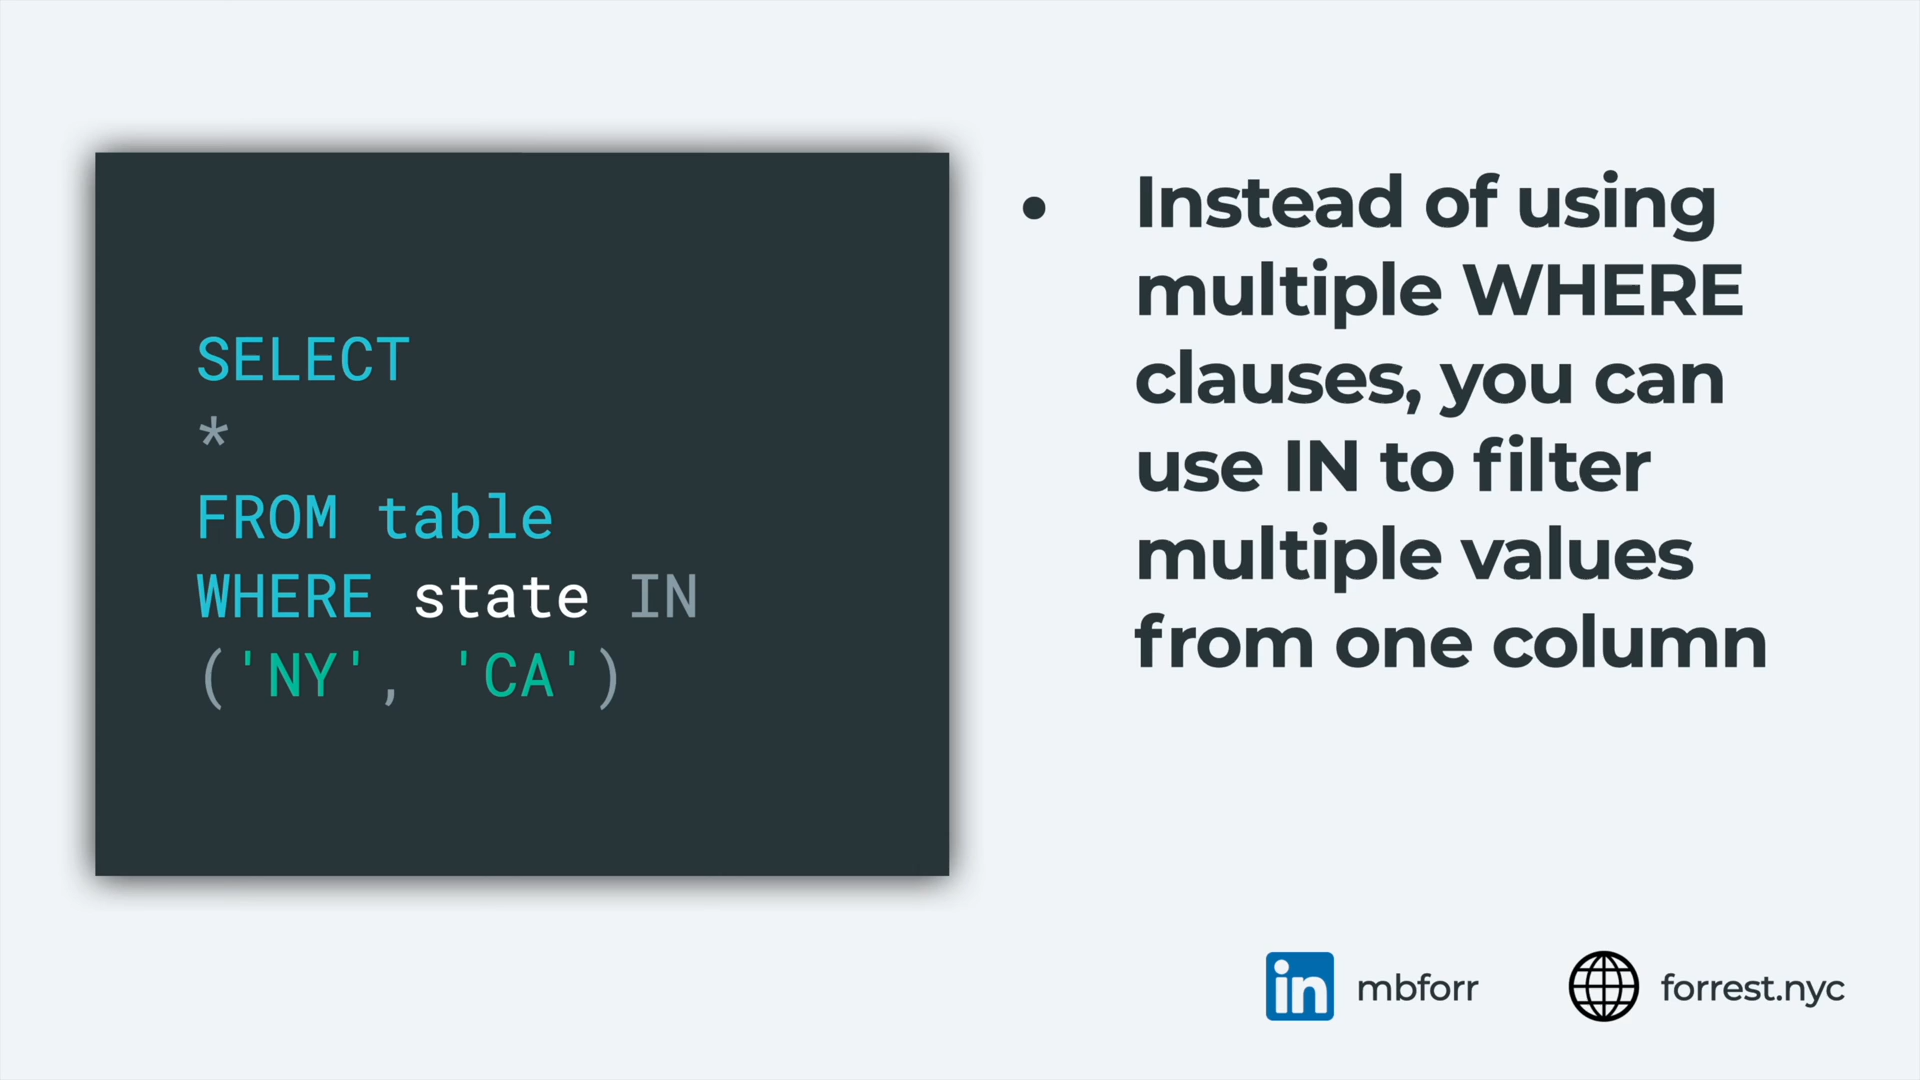 SELECT
*
FROM table
WHERE state IN
('NY', 'CA')
• Instead of using
multiple WHERE
clauses, you can
use IN to filter
multiple values
from one column
in mbforr
forrest.nyc